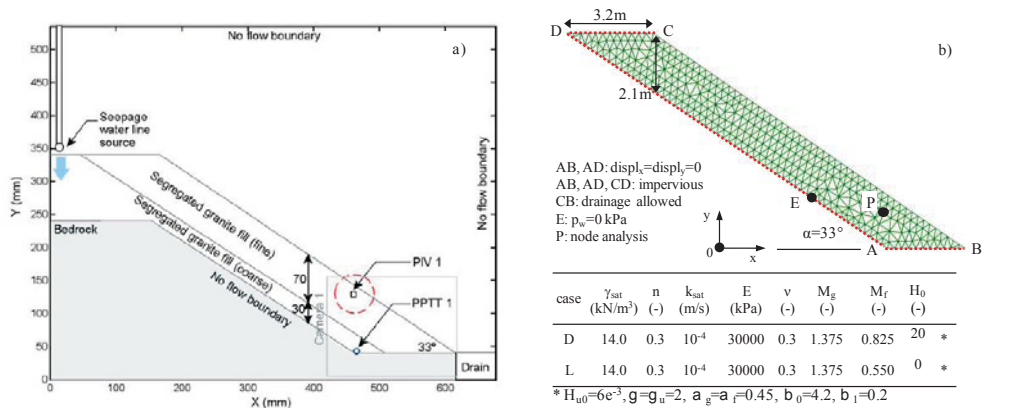 a)
No flow boundary
Seepage
water line
source
Segregated granite fill (fine)
Segregated granite fill (coarse)
No flow boundary
Bedrock
70
30
PIV 1
PPTT 1
Camera 1
33°
Drain
No flow boundary
500
450
400
350
300
250
200
150
100
50
0
Y (mm)
0 100 200 300 400 500 600
X (mm)
b)
3.2m
D C
2.1m
AB, AD: displx=disply=0
AB, AD, CD: impervious
CB: drainage allowed
E: pw=0 kPa
P: node analysis
E
P
y
0 x
α=33°
A B
case γsat (kN/m³) n (-) ksat (m/s) E (kPa) ν (-) Mg (-) Mf (-) H0 (-)
D 14.0 0.3 10-4 30000 0.3 1.375 0.825 20 *
L 14.0 0.3 10-4 30000 0.3 1.375 0.550 0 *
* Hu0=6e-3, g=gu=2, ag=af=0.45, b0=4.2, b1=0.2